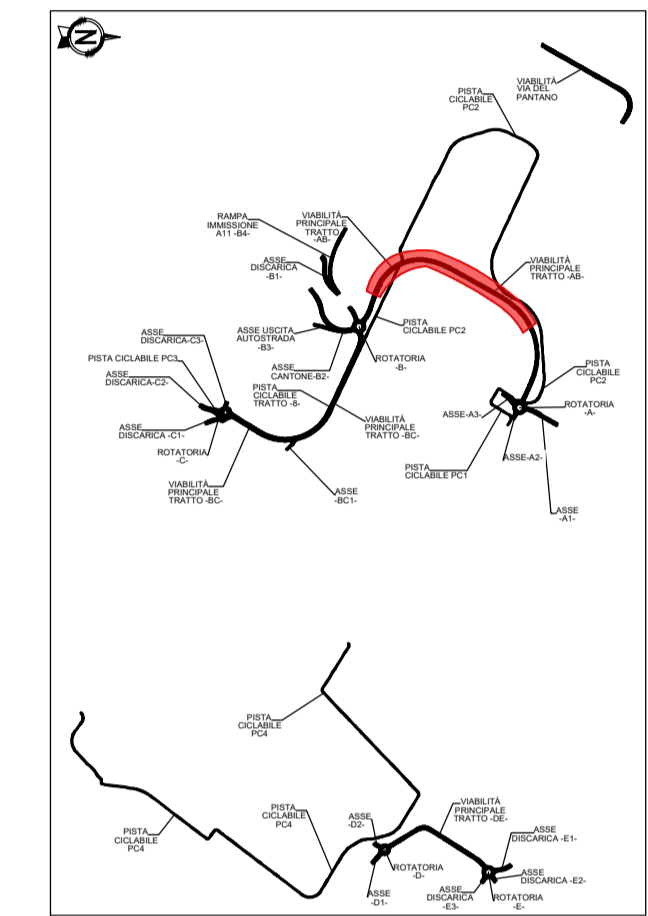 N
VIABILITÀ
VIA DEL
PANTANO
PISTA
CICLABILE
PC2
RAMPA
IMMISSIONE
A11 -B4-
VIABILITÀ
PRINCIPALE
TRATTO
-AB-
ASSE
DISCARICA
-B1-
VIABILITÀ
PRINCIPALE
TRATTO
-AB-
ASSE USCITA
AUTOSTRADA
-B3-
PISTA
CICLABILE PC2
ASSE
DISCARICA-C3-
PISTA CICLABILE PC3
ASSE
DISCARICA-C2-
ASSE
CANTONE-B2-
ROTATORIA
-B-
PISTA
CICLABILE
PC2
PISTA
CICLABILE
TRATTO -8-
ASSE-A3-
ROTATORIA
-A-
ASSE
DISCARICA -C1-
VIABILITÀ
PRINCIPALE
TRATTO -BC-
ROTATORIA
-C-
ASSE-A2-
PISTA
CICLABILE PC1
VIABILITÀ
PRINCIPALE
TRATTO -BC-
ASSE
-BC1-
ASSE
-A1-
PISTA
CICLABILE
PC4
PISTA
CICLABILE
PC4
PISTA
CICLABILE
PC4
ASSE
-D2-
VIABILITÀ
PRINCIPALE
TRATTO -DE-
ASSE
DISCARICA -E1-
ROTATORIA
-D-
ASSE
DISCARICA -E2-
ASSE
-D1-
ASSE
DISCARICA
-E3-
ROTATORIA
-E-